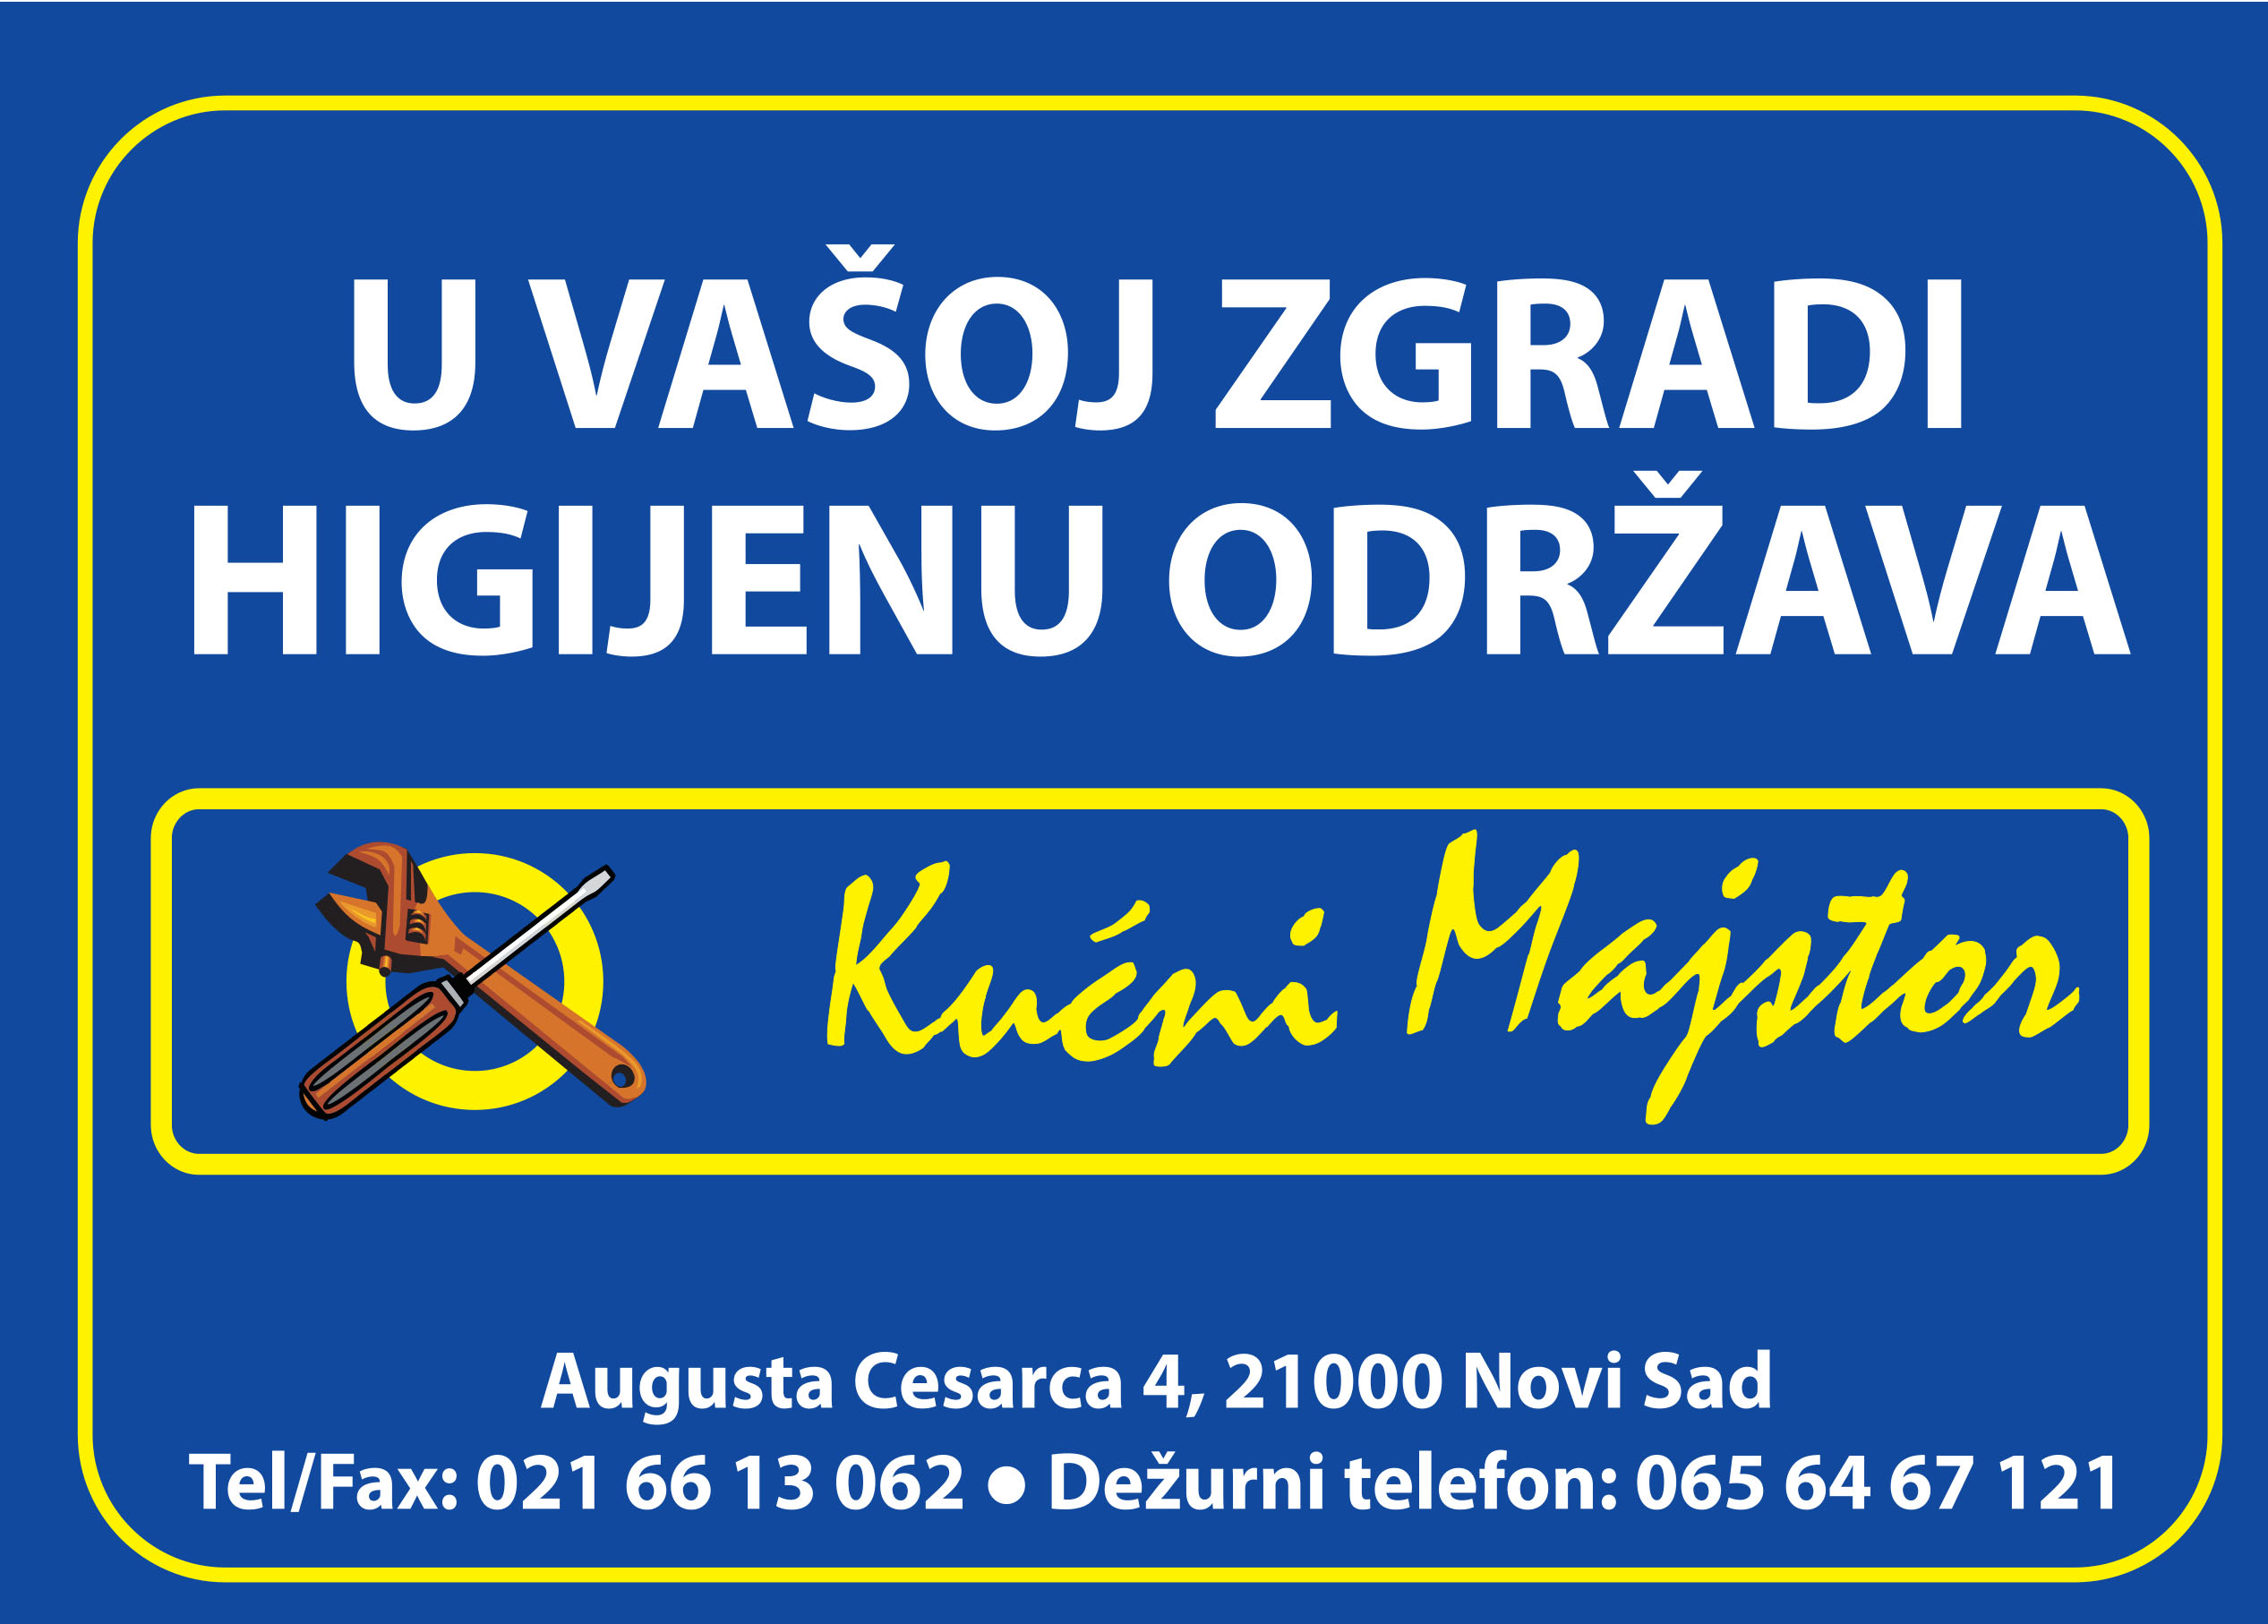 U VAŠOJ ZGRADI
HIGIJENU ODRŽAVA
Kućni Majstor
Augusta Cesarca 4, 21000 Novi Sad
Tel/Fax: 021 66 13 062 ● Dežurni telefon: 065 64 67 121